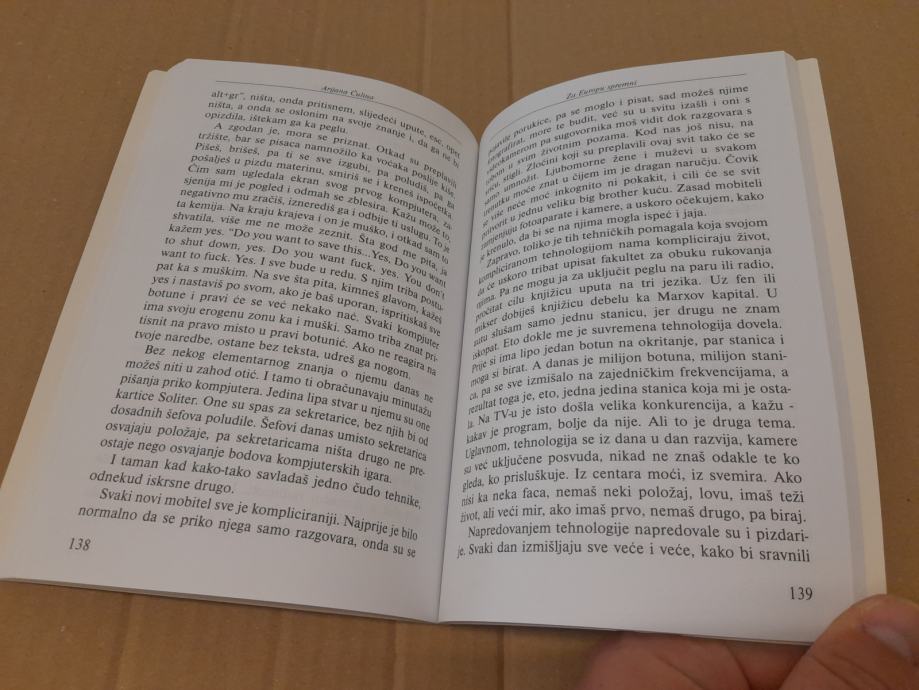 Arijana Čulina
alt+gr", ništa, onda pritisnem, slijedeći upute, esc, opet
ništa, a onda se oslonim na svoje znanje i, da ga ne bi
opizdila, ištekam ga ka peglu.
A zgodan je, mora se priznat. Otkad su preplavili
tržište, bar se pisaca namnožilo ka voćaka poslije kiše.
Pišeš, brišeš, pa ti se sve izgubi, pa poludiš, pa ga
pošalješ u pizdu materinu, smiriš se i kreneš ispočetka.
Čim sam ugledala ekran svog prvog kompjutera, za-
sjenija mi je pogled i odmah se zblesira. Kažu može to,
negativno mu zračiš, iznerediš ga i odbije ti uslugu. To je
ta kemija. Na kraju krajeva i on je muško, i otkad sam to
shvatila, više me ne može zeznit. Šta god me pita, ja
kažem yes. "Do you want to save this...Yes. Do you want
to shut down, yes. Do you want fuck, yes. You don't
want to fuck. Yes. I sve bude u redu. S njim triba postu-
pat ka s muškim. Na sve šta pita, kimneš glavom, kažeš
yes i nastaviš po svom, ako je baš uporan, ispritiskaš sve
botune i pravi će se već nekako nać. Svaki kompjuter
ima svoju erogenu zonu ka i muški. Samo triba znat pri-
tisnit na pravo misto u pravi botunić. Ako ne reagira na
tvoje naredbe, ostane bez teksta, udreš ga nogom.
Bez nekog elementarnog znanja o njemu danas ne
možeš niti u zahod otić. I tamo ti obračunavaju minutažu
pišanja priko kompjutera. Jedina lipa stvar u njemu su one
kartice Soliter. One su spas za sekretarice, bez njih bi od
dosadnih šefova poludile. Šefovi danas umisto sekretarica
osvajaju položaje, pa sekretaricama ništa drugo ne pre-
ostaje nego osvajanje bodova kompjuterskih igara.
I taman kad kako-tako savladaš jedno čudo tehnike,
odnekud iskrsne drugo.
Svaki novi mobitel sve je kompliciraniji. Najprije je bilo
normalno da se priko njega samo razgovara, onda su se
138
Za Europu spremni
pojavile porukice, pa se moglo i pisat, sad možeš njime
fotografirat, more te budit, već su u svitu izašli i oni s
videokamerom pa sugovornika moš vidit dok razgovara s
tobom u svim životnim pozama. Kod nas još nisu, na
sriću, stigli. Zločini koji su preplavili ovaj svit tako će se
samo umnožit. Ljubomorne žene i muževi u svakom
trenutku moć znat u čijem im je dragan naručju. Čovik
se više neće moć inkognito ni pokakit, i cili će se svit
pretvorit u jednu veliku big brother kuću. Zasad mobiteli
zamjenjuju fotoaparate i kamere, a uskoro očekujem, kako
je krenulo, da bi se na njima mogla ispeć i jaja.
Zapravo, toliko je tih tehničkih pomagala koja svojom
kompliciranom tehnologijom nama kompliciraju život,
da će uskoro tribat upisat fakultet za obuku rukovanja
njima. Pa ne mogu ja za uključit peglu na paru ili radio,
pročitat cilu knjižicu uputa na tri jezika. Uz fen ili
mikser dobiješ knjižicu debelu ka Marxov kapital. U
autu slušam samo jednu stanicu, jer drugu ne znam
iskopat. Eto dokle me je suvremena tehnologija dovela.
Prije si ima lipo jedan botun na okritanje, par stanica i
moga si birat. A danas je milijon botuna, milijon stani-
ca, pa se sve izmišalo na zajedničkim frekvencijama, a
rezultat toga je, eto, jedna jedina stanica koja mi je osta-
la. Na TV-u je isto došla velika konkurencija, a kažu -
kakav je program, bolje da nije. Ali to je druga tema.
Uglavnom, tehnologija se iz dana u dan razvija, kamere
su već uključene posvuda, nikad ne znaš odakle te ko
gleda, ko prisluškuje. Iz centara moći, iz svemira. Ako
nisi ka neka faca, nemaš neki položaj, lovu, imaš teži
život, ali veći mir, ako imaš prvo, nemaš drugo, pa biraj.
Napredovanjem tehnologije napredovale su i pizdari-
je. Svaki dan izmišljaju sve veće i veće, kako bi sravnili
139